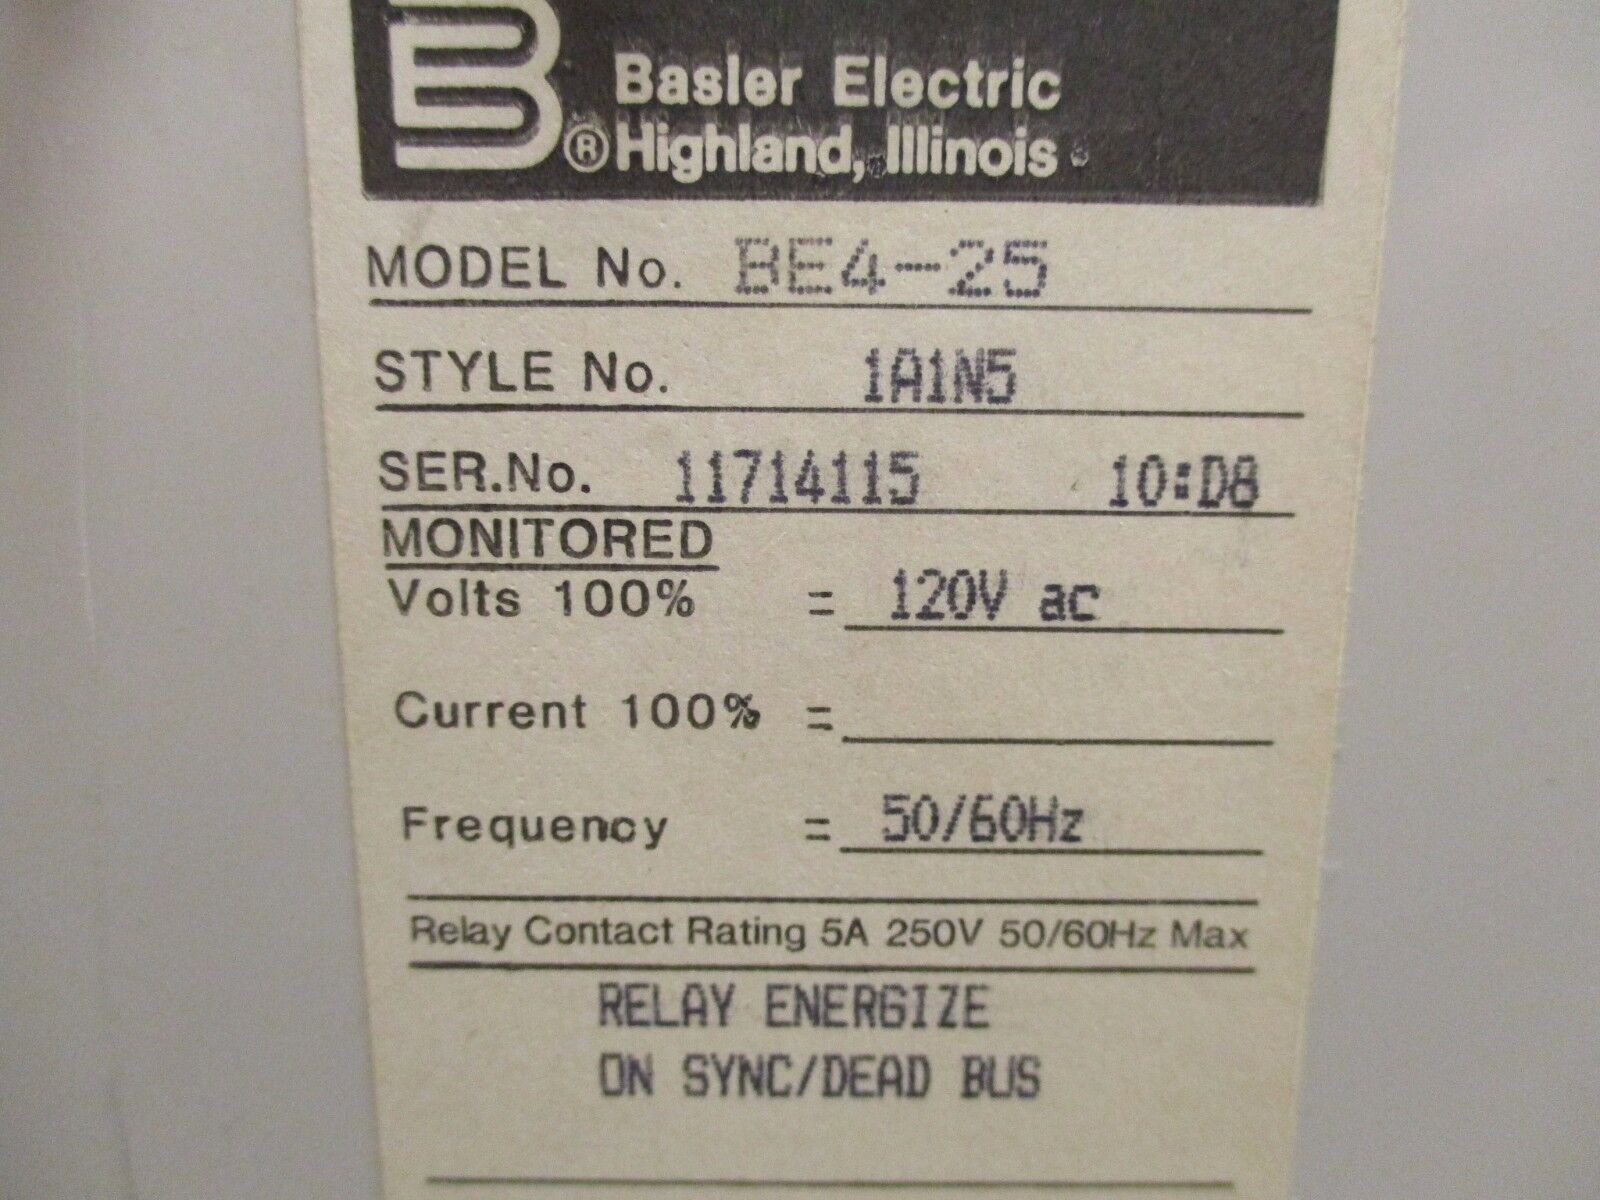 Basler Electric
® Highland, Illinois
MODEL No. BE4-25
STYLE No. 1A1N5
SER.No. 11714115 10:D8
MONITORED
Volts 100% = 120V ac
Current 100% =
Frequency = 50/60Hz
Relay Contact Rating 5A 250V 50/60Hz Max
RELAY ENERGIZE
ON SYNC/DEAD BUS